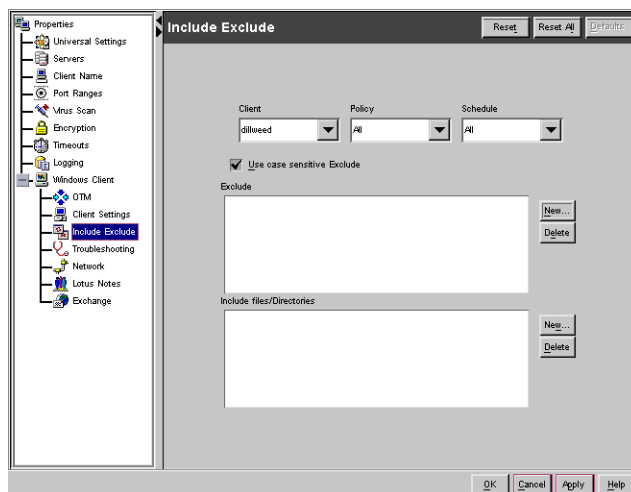 Properties
Universal Settings
Servers
Client Name
Port Ranges
Virus Scan
Encryption
Timeouts
Logging
Windows Client
OTM
Client Settings
Include Exclude
Troubleshooting
Network
Lotus Notes
Exchange
Include Exclude
Reset
Reset All
Defaults
Client
Policy
Schedule
dillweed
All
All
Use case sensitive Exclude
Exclude
New...
Delete
Include files/Directories
New...
Delete
OK
Cancel
Apply
Help